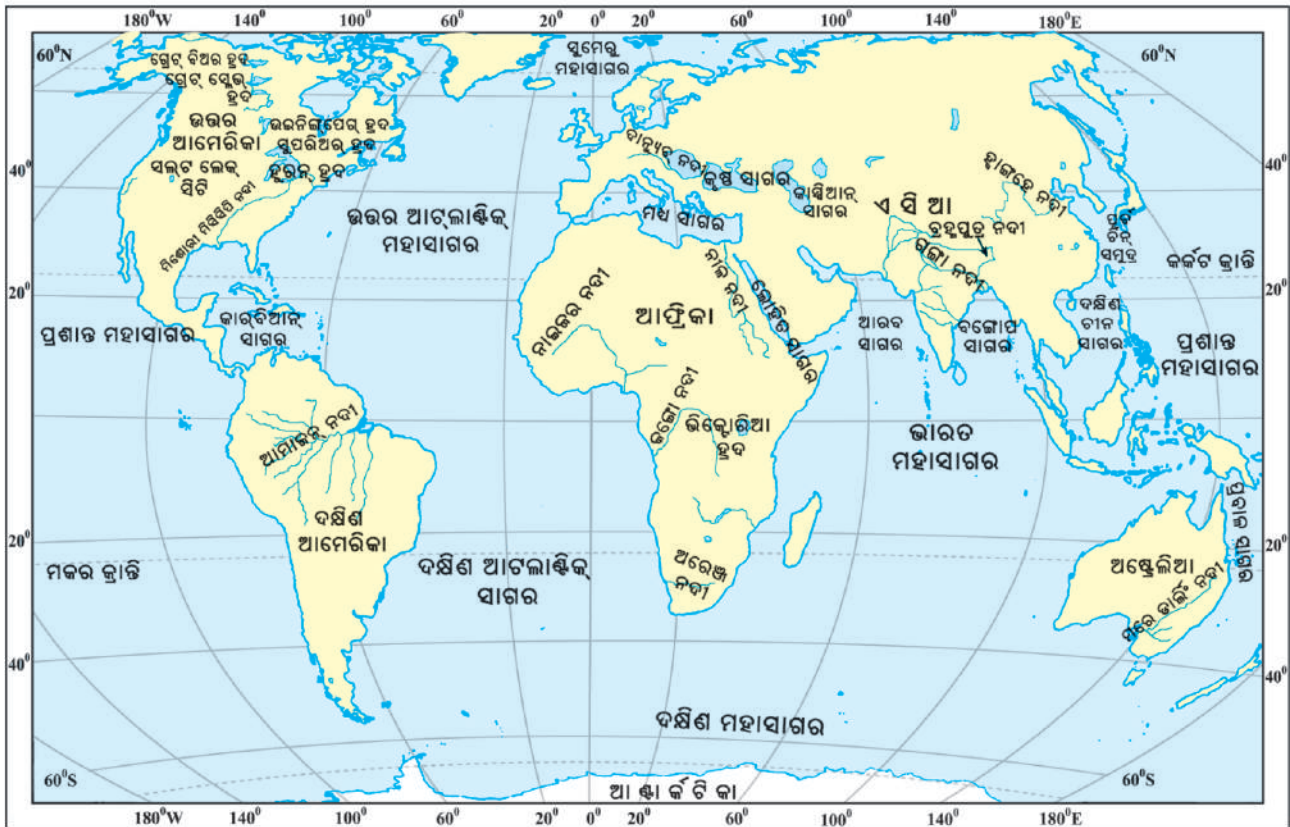 180⁰W 140⁰ 100⁰ 60⁰ 20⁰ 0⁰ 20⁰ 60⁰ 100⁰ 140⁰ 180⁰E
60⁰N
60⁰N
ସୁମେରୁ
ମହାସାଗର
ଗ୍ରେଟ୍ ବିଅର ହ୍ରଦ
ଗ୍ରେଟ୍ ସ୍ଲେଭ୍
ହ୍ରଦ
ଉତ୍ତର
ଆମେରିକା
ଉଇନିଙ୍ଗପେଗ୍ ହ୍ରଦ
ସୁପରିଅର୍ ହ୍ରଦ
ହୁରନ୍ ହ୍ରଦ
ସଲ୍‌ଟ ଲେକ୍
ସିଟି
ମିଶୋରୀ ମିସିସିପି ନଦୀ
40⁰
40⁰
ଦାନ୍ୟୁବ୍ ନଦୀ
କୃଷ୍ଣ ସାଗର
କାସ୍ପିଆନ୍
ସାଗର
ମଧ୍ୟ ସାଗର
ଏ ସି ଆ
ହ୍ୱାଙ୍ଗହେ ନଦୀ
ବ୍ରହ୍ମପୁତ୍ର ନଦୀ
ଗଙ୍ଗା ନଦୀ
ପୂର୍ବ
ଚିନ୍
ସମୁଦ୍ର
ଉତ୍ତର ଆଟ୍‌ଲାଣ୍ଟିକ୍
ମହାସାଗର
କର୍କଟ କ୍ରାନ୍ତି
20⁰
20⁰
ନାଇଜର ନଦୀ
ଆଫ୍ରିକା
ନୀଳ ନଦୀ
ଲୋହିତ ସାଗର
ଆରବ
ସାଗର
ବଙ୍ଗୋପ
ସାଗର
ଦକ୍ଷିଣ
ଚୀନ
ସାଗର
ପ୍ରଶାନ୍ତ ମହାସାଗର
କାର୍‌ବିଆନ୍
ସାଗର
ପ୍ରଶାନ୍ତ
ମହାସାଗର
ଆମାଜନ୍ ନଦୀ
କଙ୍ଗୋ ନଦୀ
ଭିକ୍ଟୋରିଆ
ହ୍ରଦ
ଭାରତ
ମହାସାଗର
ପ୍ରବାଳ ସାଗର
20⁰
20⁰
ଦକ୍ଷିଣ
ଆମେରିକା
ମକର କ୍ରାନ୍ତି
ଦକ୍ଷିଣ ଆଟଲାଣ୍ଟିକ୍
ସାଗର
ଅରେଞ୍ଜ
ନଦୀ
ଅଷ୍ଟ୍ରେଲିଆ
ମରେ ଡାର୍ଲିଂ ନଦୀ
40⁰
40⁰
ଦକ୍ଷିଣ ମହାସାଗର
60⁰S
60⁰S
ଆ ଣ୍ଟା ର୍କ ଟି କା
180⁰W 140⁰ 100⁰ 60⁰ 20⁰ 0⁰ 20⁰ 60⁰ 100⁰ 140⁰ 180⁰E